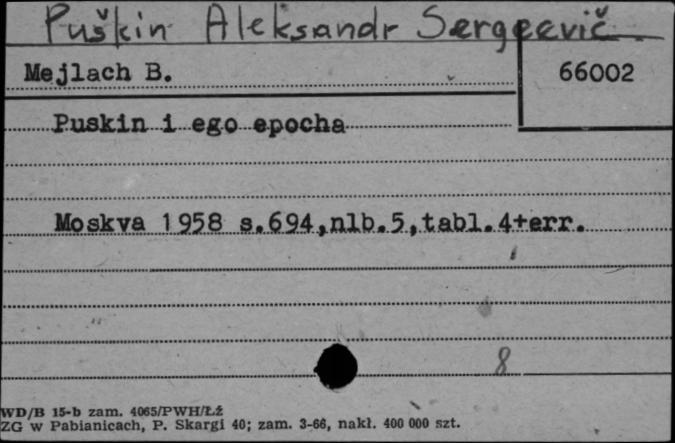 Puškin Aleksandr Sergeevič
Mejlach B.
66002
Puskin i ego epocha
Moskva 1958 s.694,nlb.5,tabl.4+err.
8
WD/B 15-b zam. 4065/PWH/Łż
ZG w Pabianicach, P. Skargi 40; zam. 3-66, nakł. 400 000 szt.